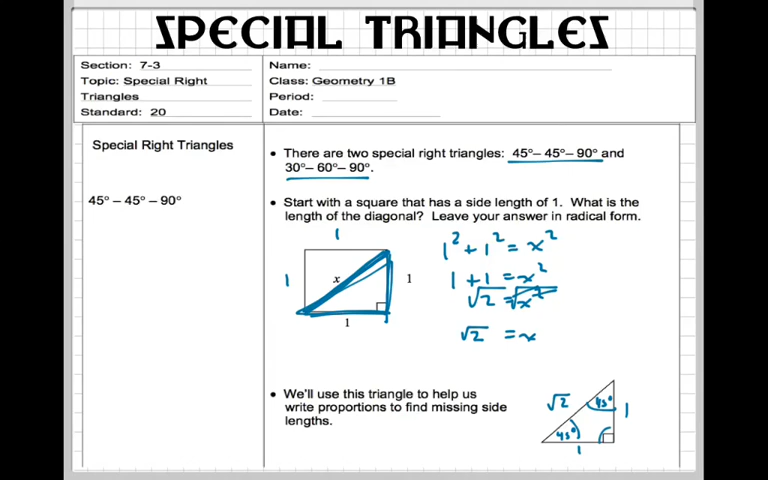 SPECIAL TRIANGLES
Section: 7-3
Topic: Special Right
Triangles
Standard: 20
Name:
Class: Geometry 1B
Period:
Date:
Special Right Triangles
45° – 45° – 90°
• There are two special right triangles: 45°– 45°– 90° and
30°– 60°– 90°.
• Start with a square that has a side length of 1. What is the
length of the diagonal? Leave your answer in radical form.
1
1
x
1
1
1² + 1² = x²
1 + 1 = x²
√2 = √x²
√2 = x
• We'll use this triangle to help us
write proportions to find missing side
lengths.
√2
45°
1
45°
1